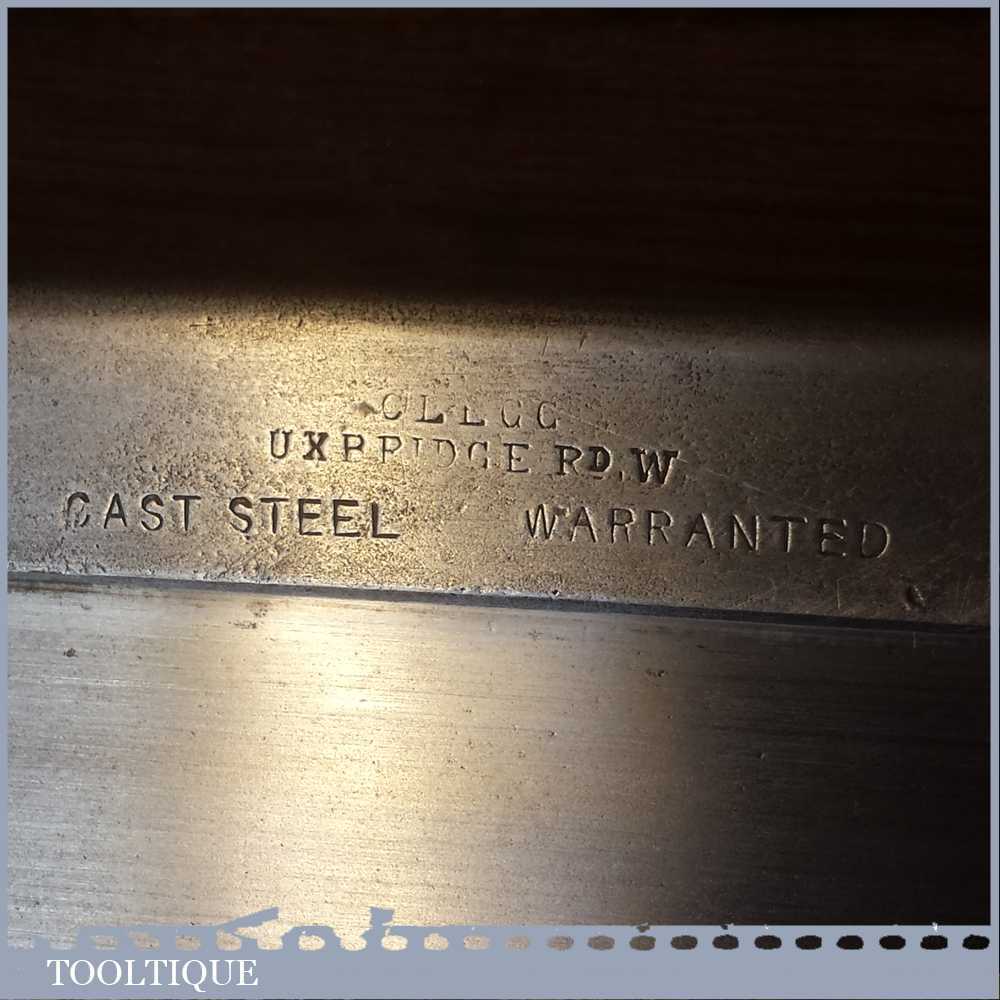 CLEGG
UXBRIDGE RD, W
CAST STEEL WARRANTED
TOOLTIQUE